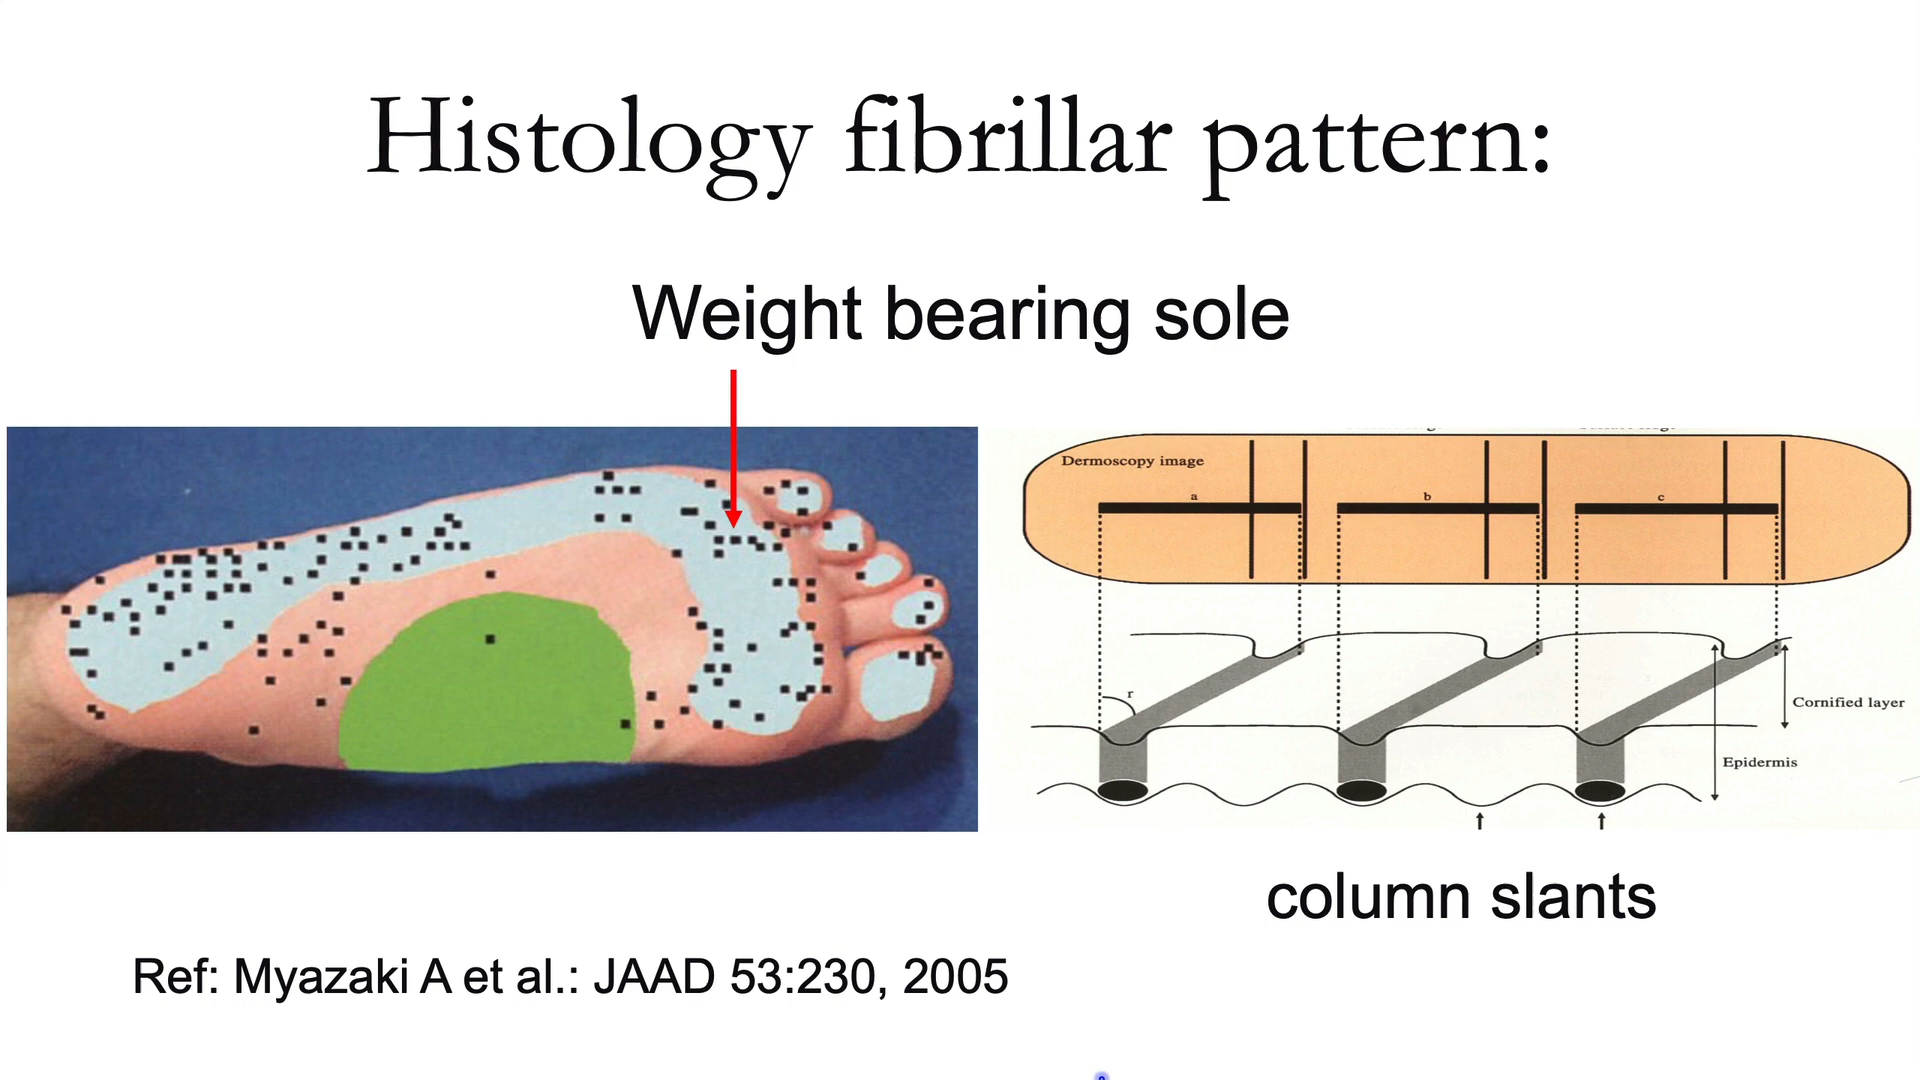 Histology fibrillar pattern:
Weight bearing sole
Dermoscopy image
a
b
c
r
Cornified layer
Epidermis
column slants
Ref: Myazaki A et al.: JAAD 53:230, 2005